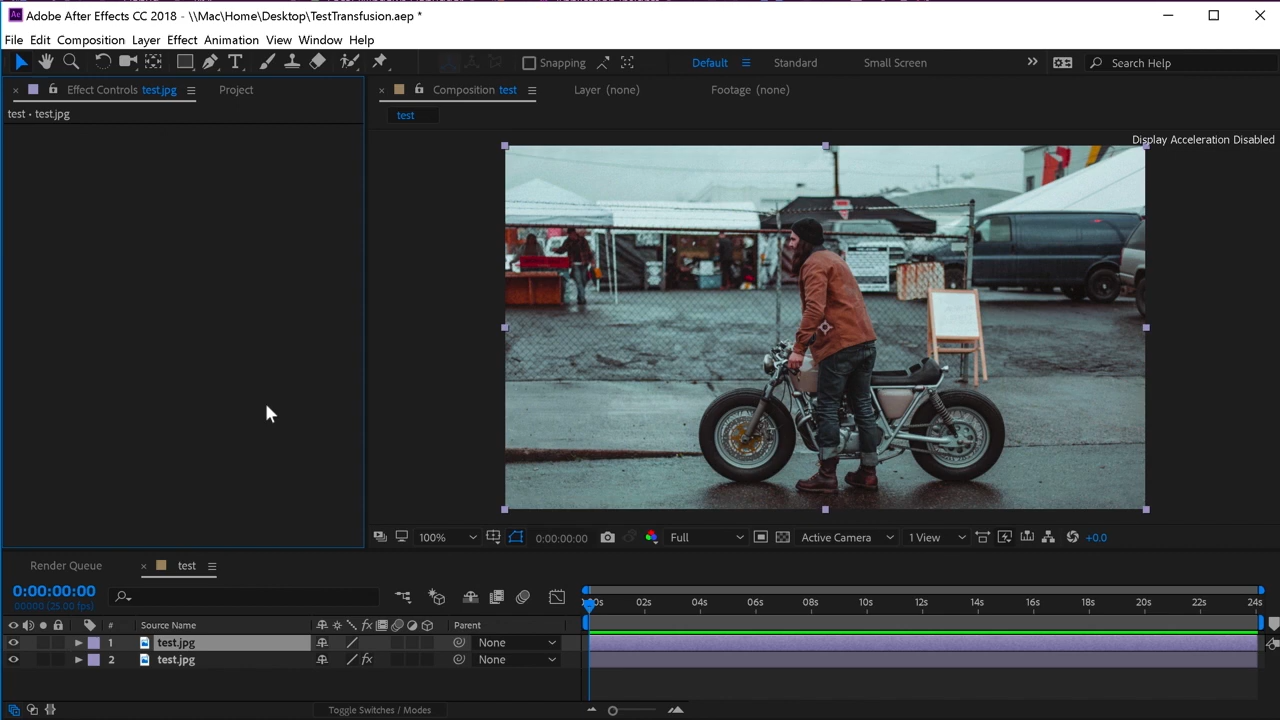 Adobe After Effects CC 2018 - \\Mac\Home\Desktop\TestTransfusion.aep *
File Edit Composition Layer Effect Animation View Window Help
Snapping Default Standard Small Screen Search Help
Effect Controls test.jpg Project Composition test Layer (none) Footage (none)
test • test.jpg
test
Display Acceleration Disabled
100% 0:00:00:00 Full Active Camera 1 View +0.0
Render Queue test
0:00:00:00
00000 (25.00 fps)
:00s 02s 04s 06s 08s 10s 12s 14s 16s 18s 20s 22s 24s
# Source Name Parent
1 test.jpg None
2 test.jpg None
Toggle Switches / Modes